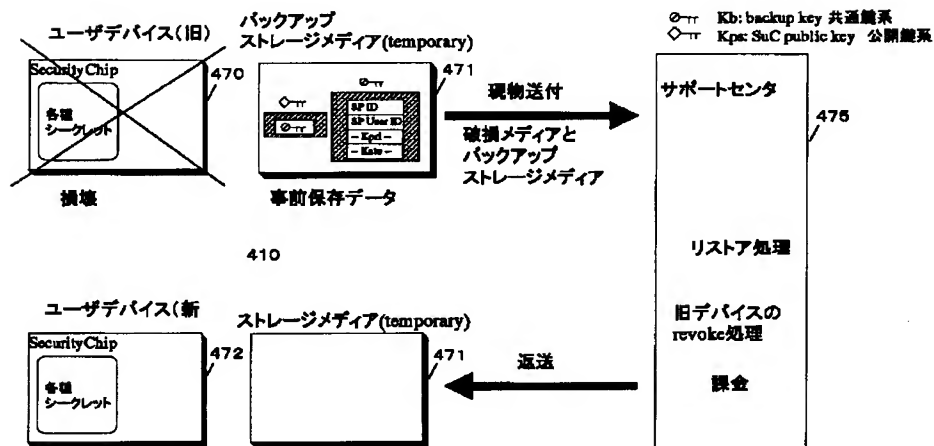 ユーザデバイス(旧)
SecurityChip
各種
シークレット
470
損壊
バックアップ
ストレージメディア(temporary)
SP ID
SP User ID
471
事前保存データ
現物送付
破損メディアと
バックアップ
ストレージメディア
Kb: backup key 共通鍵系
Kps: SuC public key 公開鍵系
サポートセンタ
475
リストア処理
旧デバイスの
revoke処理
課金
410
ユーザデバイス(新
SecurityChip
各種
シークレット
472
ストレージメディア(temporary)
471
返送